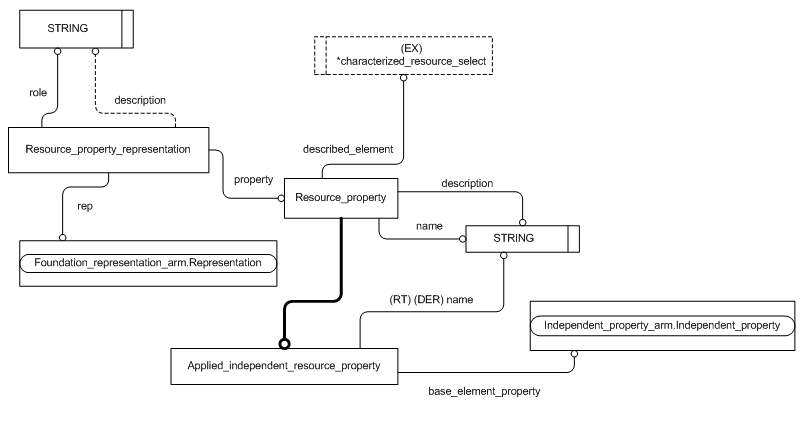 STRING
(EX)
*characterized_resource_select
role
description
Resource_property_representation
described_element
property
Resource_property
description
rep
name
STRING
Foundation_representation_arm.Representation
(RT) (DER) name
Independent_property_arm.Independent_property
Applied_independent_resource_property
base_element_property